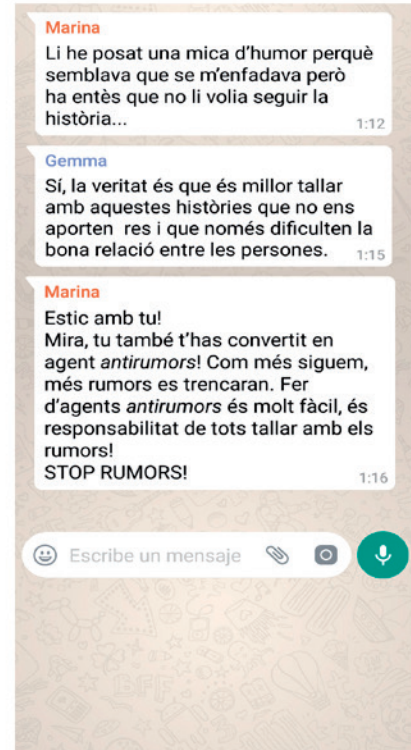 Marina
Li he posat una mica d’humor perquè
semblava que se m’enfadava però
ha entès que no li volia seguir la
història...
1:12
Gemma
Sí, la veritat és que és millor tallar
amb aquestes històries que no ens
aporten res i que només dificulten la
bona relació entre les persones.
1:15
Marina
Estic amb tu!
Mira, tu també t’has convertit en
agent antirumors! Com més siguem,
més rumors es trencaran. Fer
d’agents antirumors és molt fàcil, és
responsabilitat de tots tallar amb els
rumors!
STOP RUMORS!
1:16
Escribe un mensaje
BFF